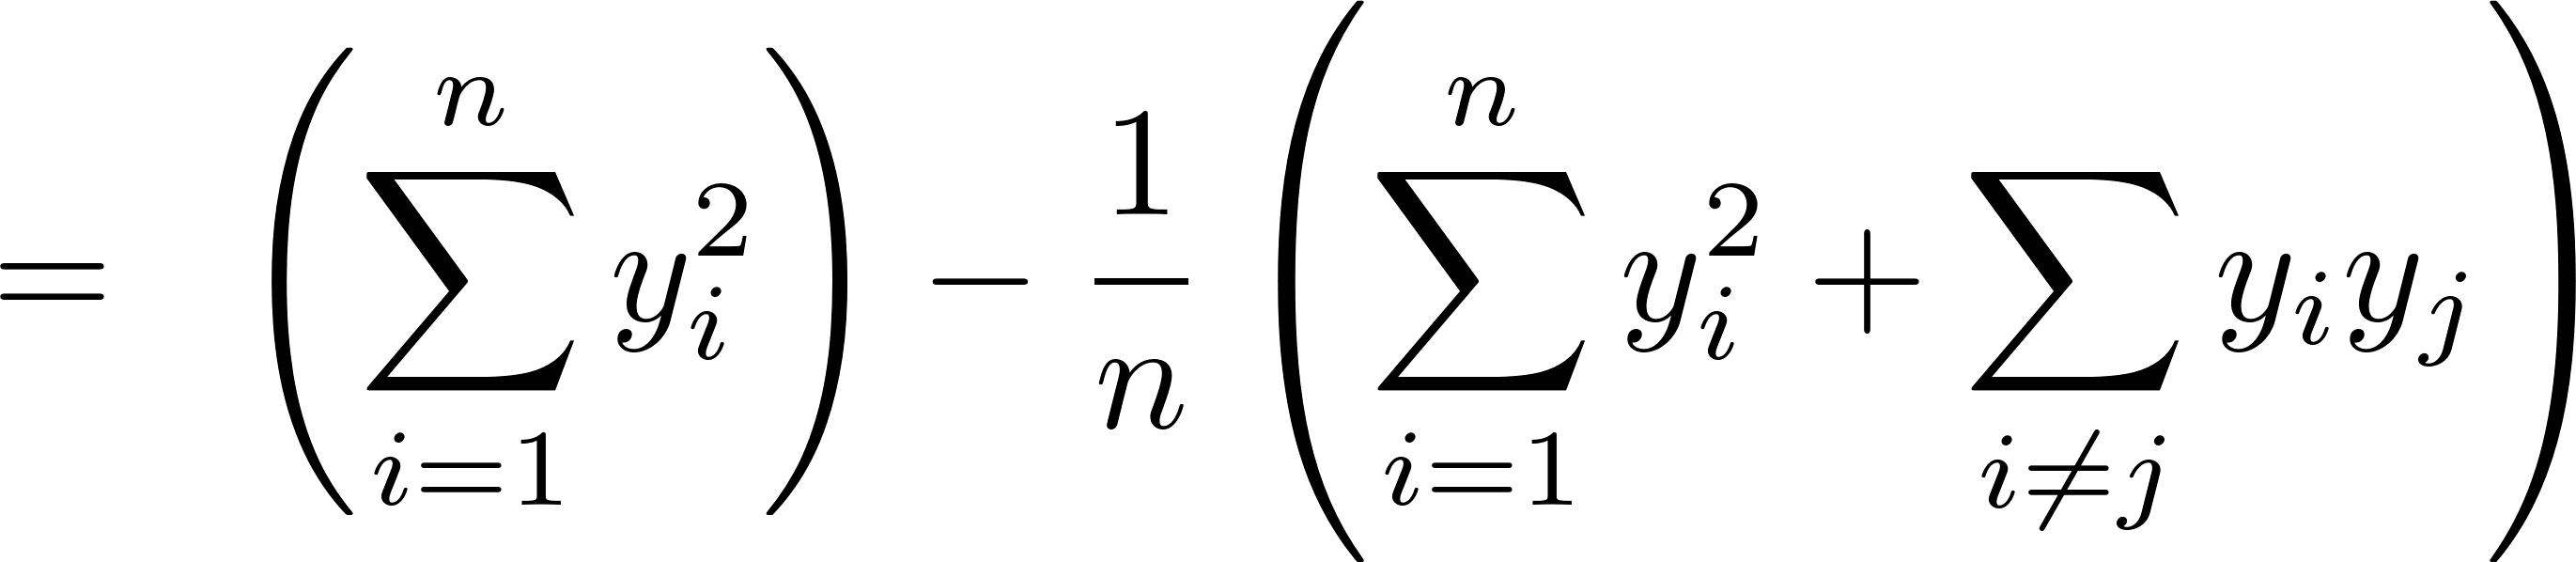 = \left( \sum_{i=1}^{n} y_i^2 \right) - \frac{1}{n} \left( \sum_{i=1}^{n} y_i^2 + \sum_{i \neq j} y_i y_j \right)